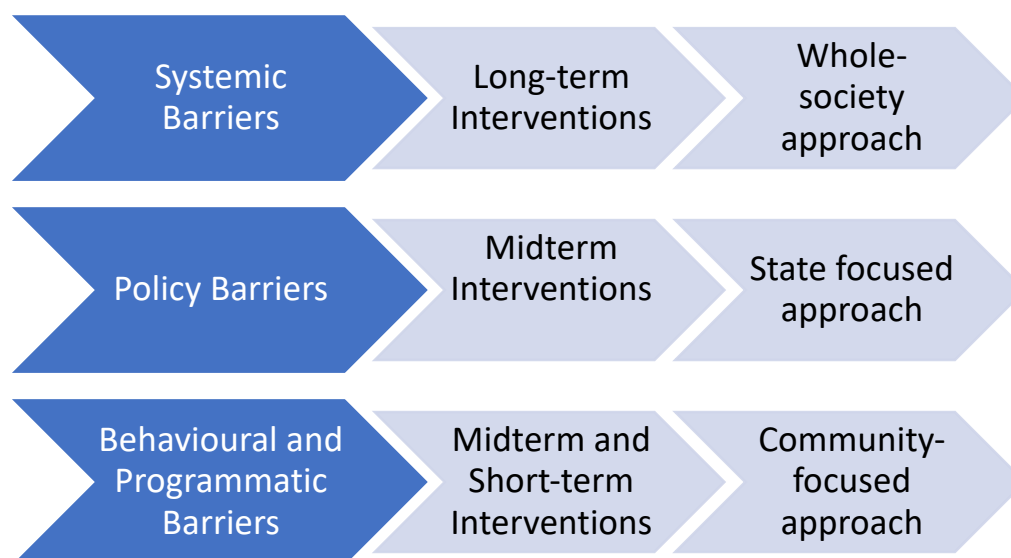 Systemic
Barriers
Long-term
Interventions
Whole-
society
approach
Policy Barriers
Midterm
Interventions
State focused
approach
Behavioural and
Programmatic
Barriers
Midterm and
Short-term
Interventions
Community-
focused
approach